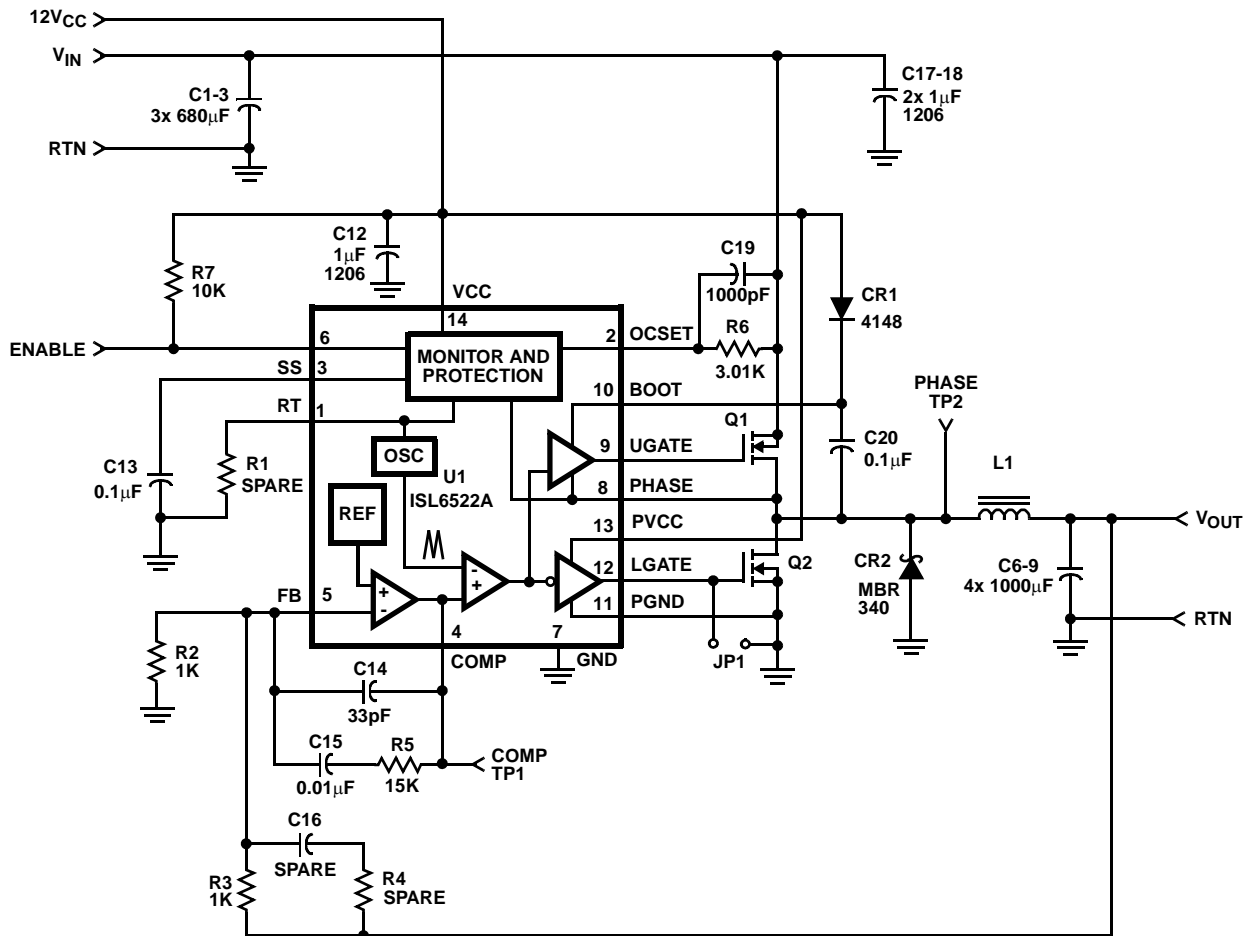 12VCC
VIN
C1-3
3x 680µF
RTN
C17-18
2x 1µF
1206
C12
1µF
1206
R7
10K
C19
1000pF
VCC
14
CR1
4148
ENABLE
6
MONITOR AND
PROTECTION
2
OCSET
R6
3.01K
SS
3
10
BOOT
PHASE
TP2
RT
1
Q1
OSC
9
UGATE
C20
0.1µF
L1
C13
0.1µF
R1
SPARE
U1
ISL6522A
8
PHASE
REF
13
PVCC
VOUT
-
+
12
LGATE
Q2
CR2
MBR
340
C6-9
4x 1000µF
FB
5
+
-
11
PGND
RTN
4
7
COMP
GND
JP1
R2
1K
C14
33pF
C15
0.01µF
R5
15K
COMP
TP1
C16
SPARE
R3
1K
R4
SPARE